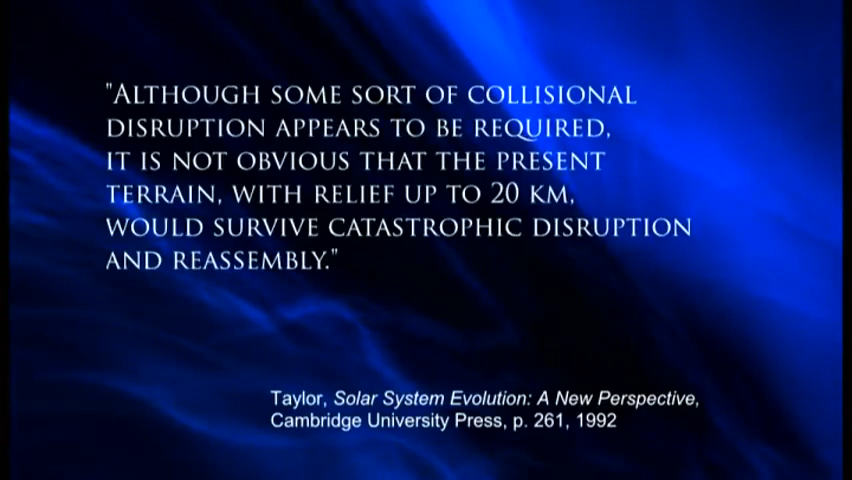 "Although some sort of collisional
disruption appears to be required,
it is not obvious that the present
terrain, with relief up to 20 km,
would survive catastrophic disruption
and reassembly."
Taylor, Solar System Evolution: A New Perspective,
Cambridge University Press, p. 261, 1992